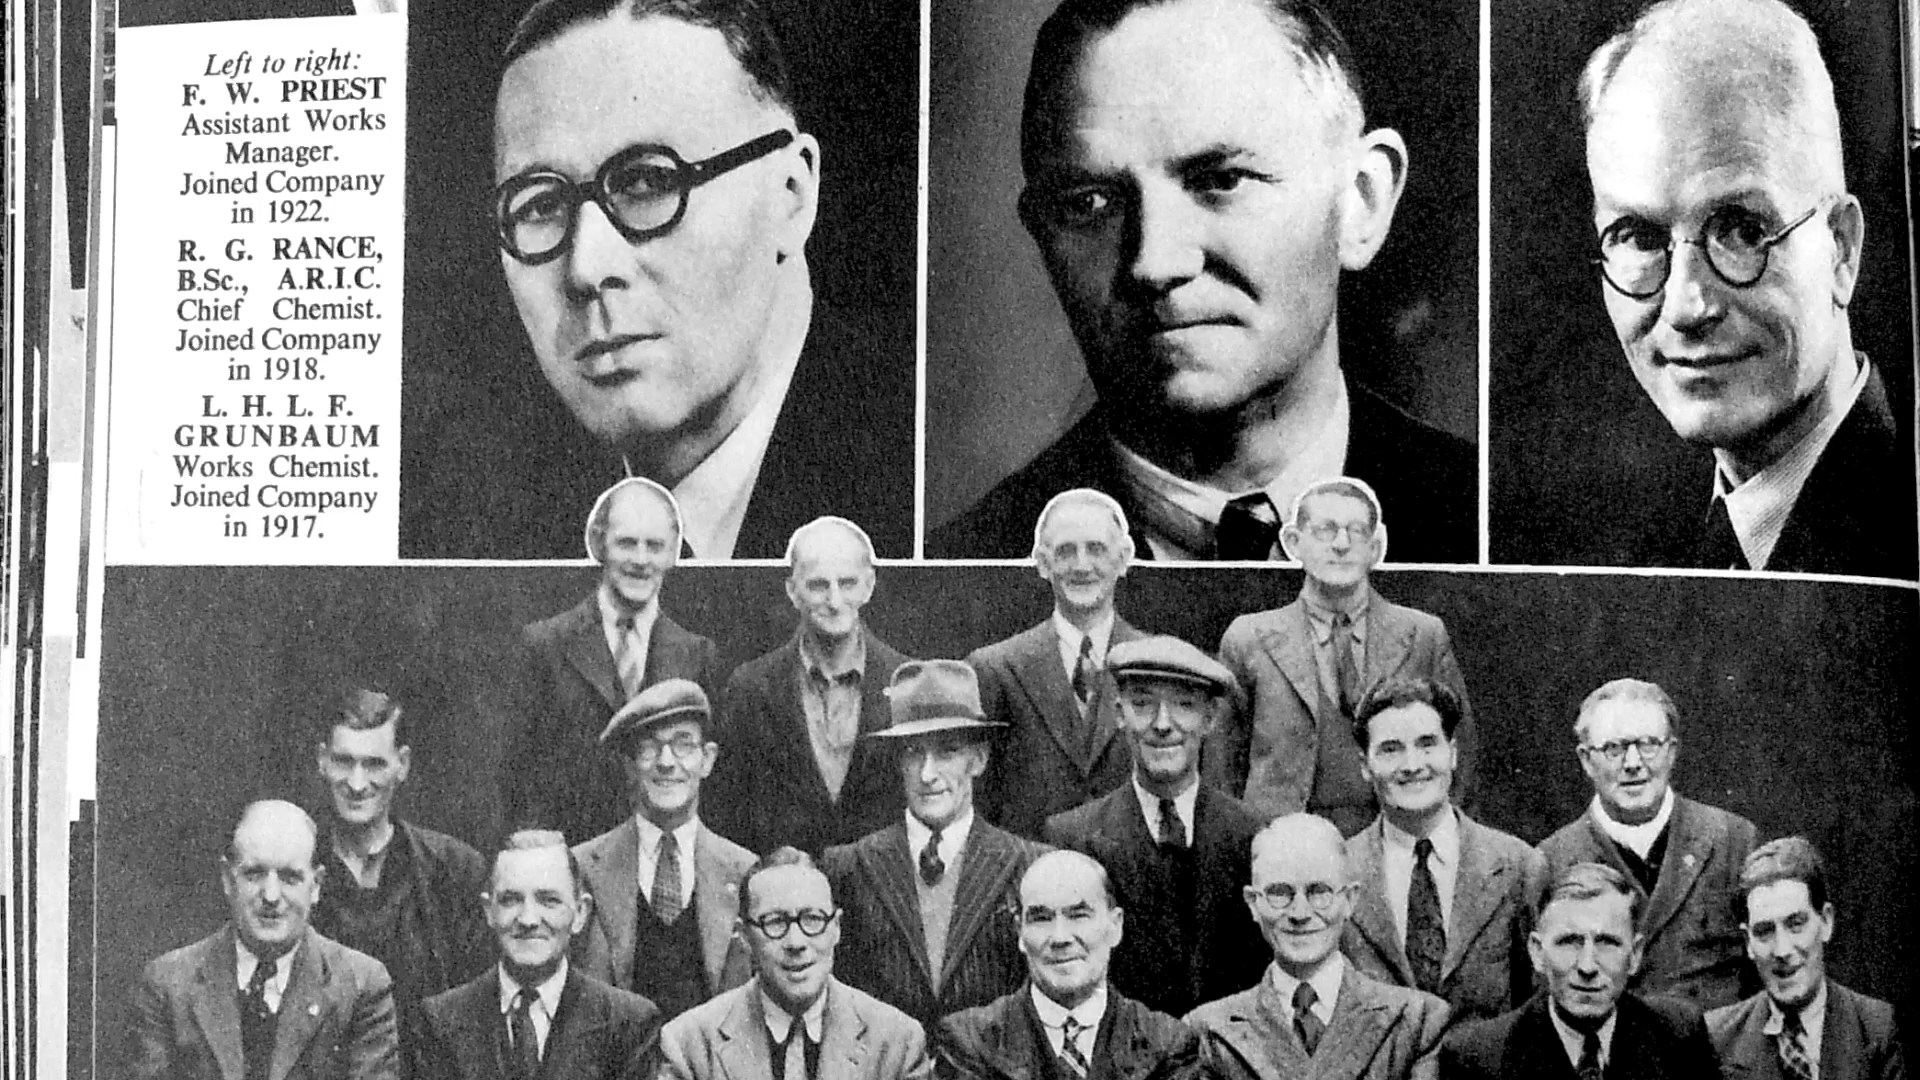 Left to right:
F. W. PRIEST
Assistant Works
Manager.
Joined Company
in 1922.
R. G. RANCE,
B.Sc., A.R.I.C.
Chief Chemist.
Joined Company
in 1918.
L. H. L. F.
GRUNBAUM
Works Chemist.
Joined Company
in 1917.